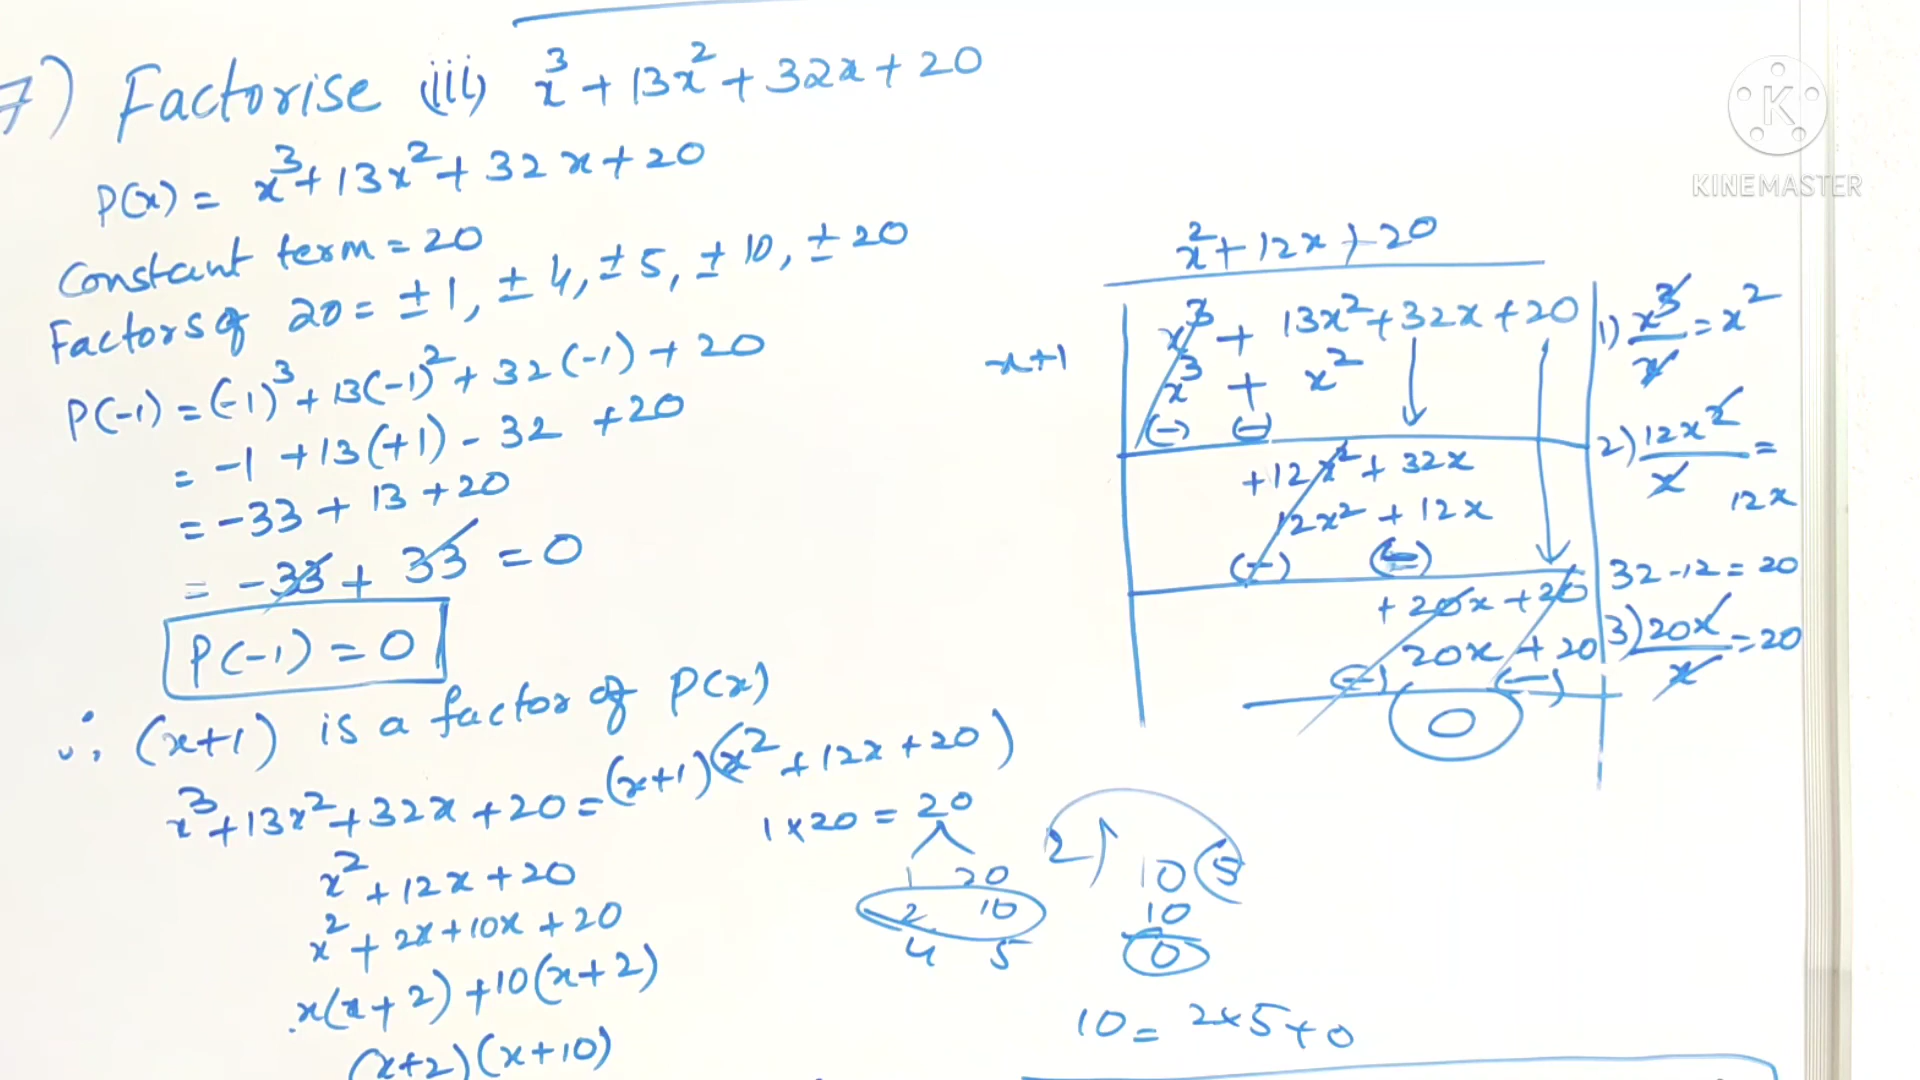 7) Factorise (iii) x³ + 13x² + 32x + 20
P(x) = x³ + 13x² + 32x + 20
Constant term = 20
Factors of 20 = ±1, ±4, ±5, ±10, ±20
P(-1) = (-1)³ + 13(-1)² + 32(-1) + 20
= -1 + 13(+1) - 32 + 20
= -33 + 13 + 20
= -33 + 33 = 0
P(-1) = 0
∴ (x+1) is a factor of P(x)
x³ + 13x² + 32x + 20 = (x+1)(x² + 12x + 20)
x² + 12x + 20
x² + 2x + 10x + 20
x(x+2) + 10(x+2)
(x+2)(x+10)
1 x 20 = 20
1 20
2 10
4 5
K
KINEMASTER
x² + 12x + 20
x+1
x³ + 13x² + 32x + 20
x³ + x²
(-) (-)
+12x² + 32x
12x² + 12x
(-) (-)
+ 20x + 20
20x + 20
(-) (-)
0
1) x³/x = x²
2) 12x²/x =
12x
32 - 12 = 20
3) 20x/x = 20
2) 10 (5
10
0
10 = 2x5+0